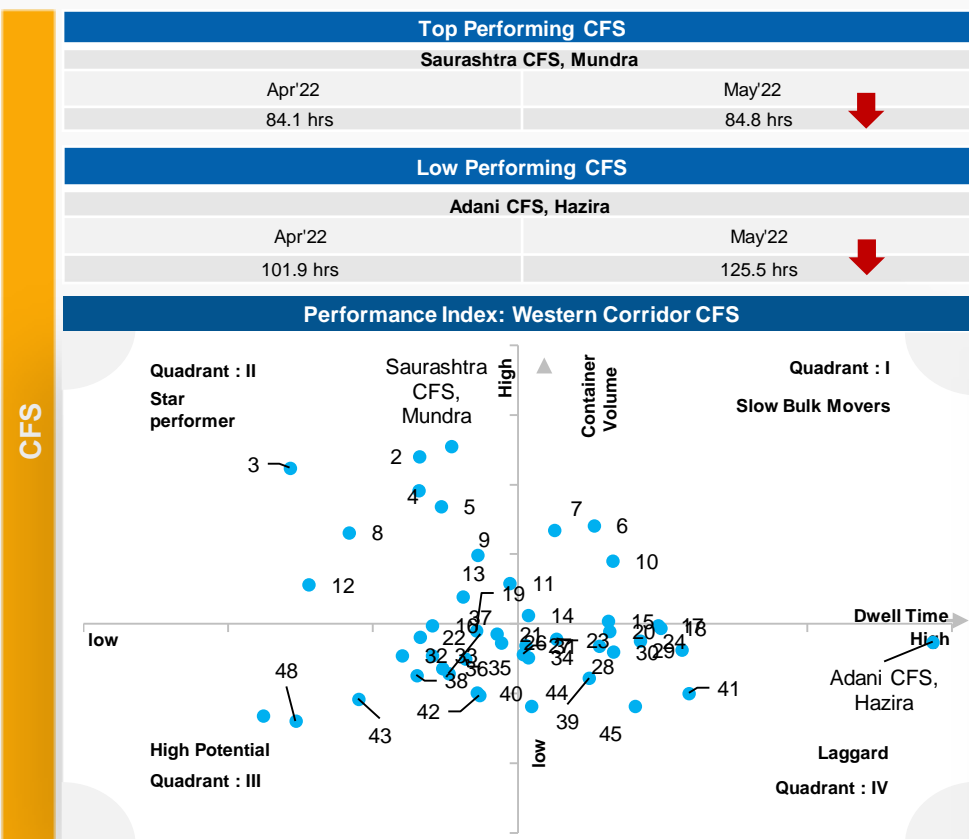 CFS
Top Performing CFS
Saurashtra CFS, Mundra
Apr'22 May'22
84.1 hrs 84.8 hrs
Low Performing CFS
Adani CFS, Hazira
Apr'22 May'22
101.9 hrs 125.5 hrs
Performance Index: Western Corridor CFS
Quadrant : II
Star
performer
Saurashtra
CFS,
Mundra
High
Container
Volume
Quadrant : I
Slow Bulk Movers
2
3
4
5
7
6
8
9
10
13
11
12
19
14
37
15
17
16
18
Dwell Time
low
High
22
21
20
26
23
24
32
33
34
30
29
36
35
28
Adani CFS,
Hazira
48
38
40
44
41
42
39
43
45
low
High Potential
Quadrant : III
Laggard
Quadrant : IV